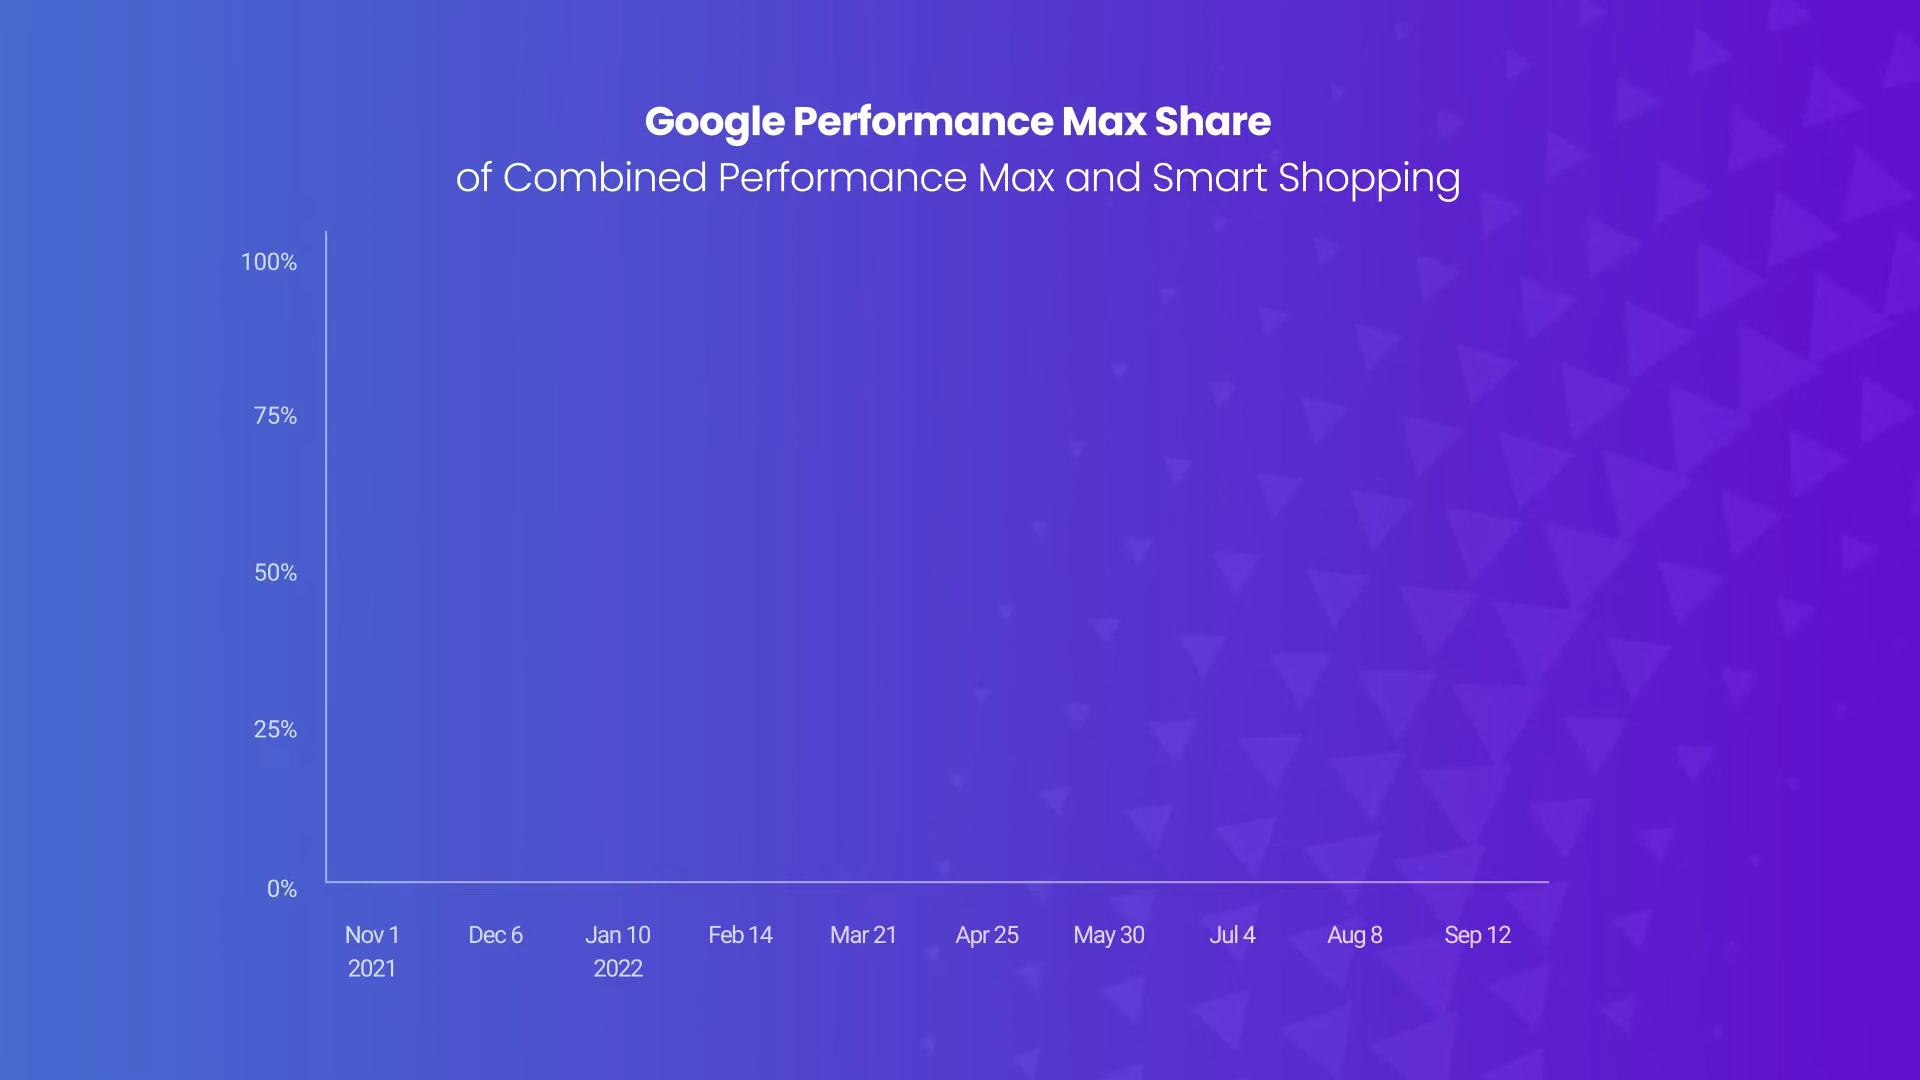 Google Performance Max Share
of Combined Performance Max and Smart Shopping
100%
75%
50%
25%
0%
Nov 1 Dec 6 Jan 10 Feb 14 Mar 21 Apr 25 May 30 Jul 4 Aug 8 Sep 12
2021 2022